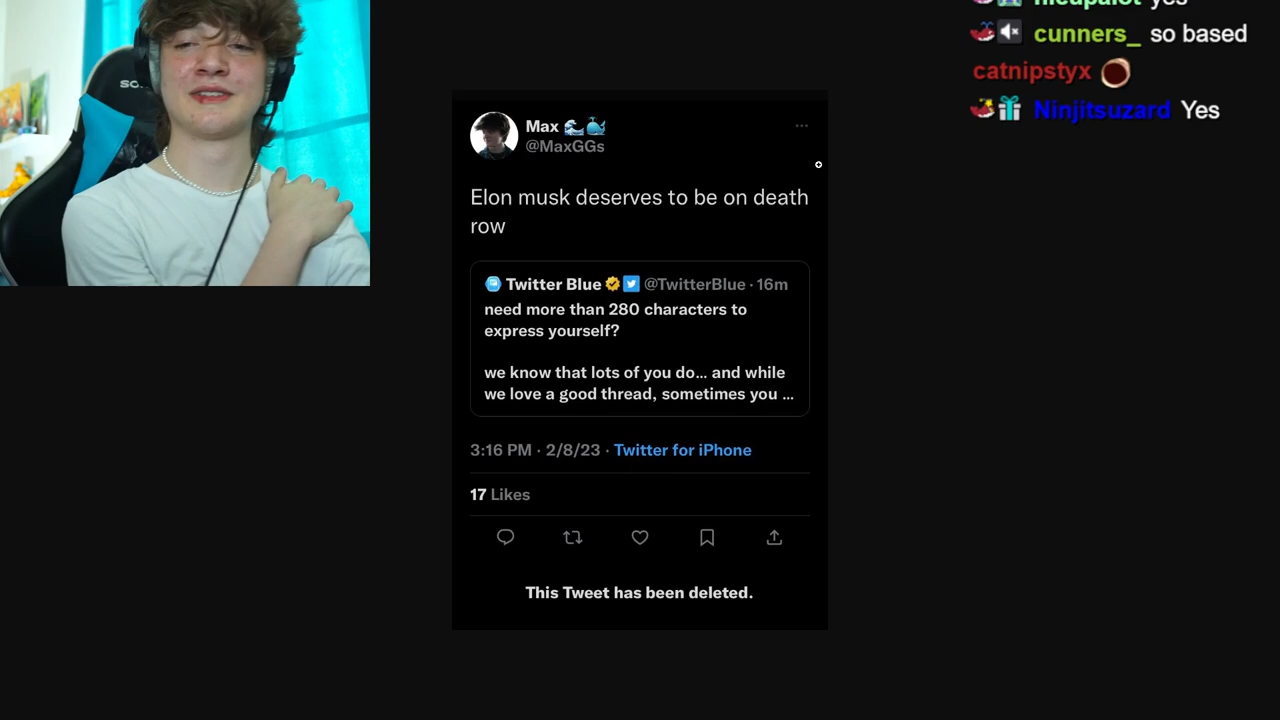 sc
Max
@MaxGGs
Elon musk deserves to be on death
row
Twitter Blue @TwitterBlue · 16m
need more than 280 characters to
express yourself?
we know that lots of you do... and while
we love a good thread, sometimes you ...
3:16 PM · 2/8/23 · Twitter for iPhone
17 Likes
This Tweet has been deleted.
yes
cunners_ so based
catnipstyx
Ninjitsuzard Yes